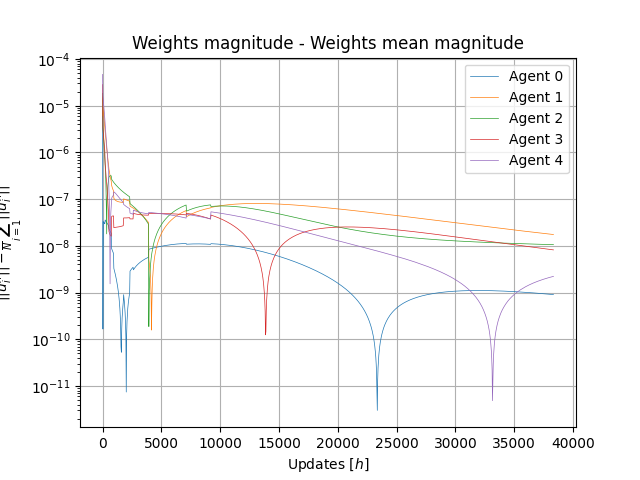 Weights magnitude - Weights mean magnitude
10⁻⁴
10⁻⁵
10⁻⁶
10⁻⁷
10⁻⁸
10⁻⁹
10⁻¹⁰
10⁻¹¹
Agent 0
Agent 1
Agent 2
Agent 3
Agent 4
0 5000 10000 15000 20000 25000 30000 35000 40000
Updates [h]